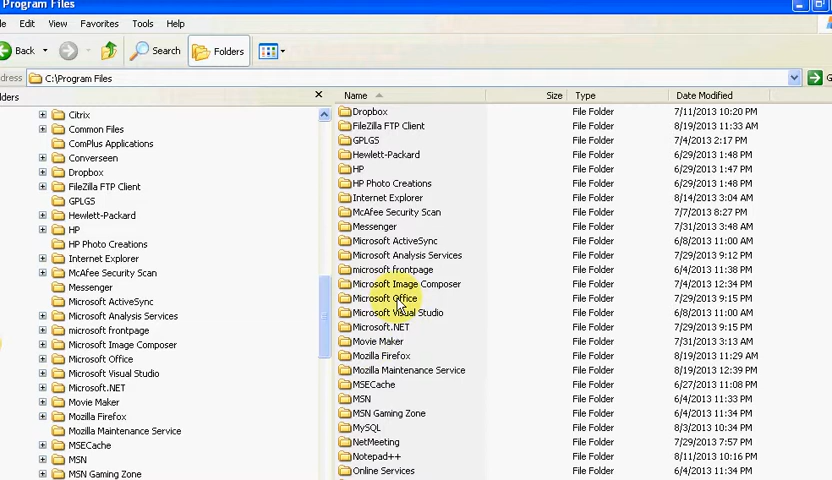 Program Files
Edit View Favorites Tools Help
Back Search Folders
dress C:\Program Files
ders
Citrix
Common Files
ComPlus Applications
Converseen
Dropbox
FileZilla FTP Client
GPLGS
Hewlett-Packard
HP
HP Photo Creations
Internet Explorer
McAfee Security Scan
Messenger
Microsoft ActiveSync
Microsoft Analysis Services
microsoft frontpage
Microsoft Image Composer
Microsoft Office
Microsoft Visual Studio
Microsoft.NET
Movie Maker
Mozilla Firefox
Mozilla Maintenance Service
MSECache
MSN
MSN Gaming Zone
Name Size Type Date Modified
Dropbox File Folder 7/11/2013 10:20 PM
FileZilla FTP Client File Folder 8/19/2013 11:33 AM
GPLGS File Folder 7/4/2013 2:17 PM
Hewlett-Packard File Folder 6/29/2013 1:48 PM
HP File Folder 6/29/2013 1:47 PM
HP Photo Creations File Folder 6/29/2013 1:48 PM
Internet Explorer File Folder 8/14/2013 3:04 AM
McAfee Security Scan File Folder 7/7/2013 8:27 PM
Messenger File Folder 7/31/2013 3:48 AM
Microsoft ActiveSync File Folder 6/8/2013 11:00 AM
Microsoft Analysis Services File Folder 7/29/2013 9:12 PM
microsoft frontpage File Folder 6/4/2013 11:38 PM
Microsoft Image Composer File Folder 7/4/2013 12:34 PM
Microsoft Office File Folder 7/29/2013 9:15 PM
Microsoft Visual Studio File Folder 6/8/2013 11:00 AM
Microsoft.NET File Folder 7/29/2013 9:15 PM
Movie Maker File Folder 7/31/2013 3:13 AM
Mozilla Firefox File Folder 8/19/2013 11:29 AM
Mozilla Maintenance Service File Folder 8/19/2013 12:39 PM
MSECache File Folder 6/27/2013 11:08 PM
MSN File Folder 6/4/2013 11:33 PM
MSN Gaming Zone File Folder 6/4/2013 11:34 PM
MySQL File Folder 8/3/2013 10:34 PM
NetMeeting File Folder 7/29/2013 7:57 PM
Notepad++ File Folder 8/11/2013 10:16 PM
Online Services File Folder 6/4/2013 11:34 PM